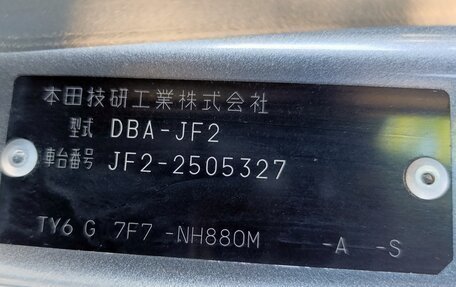 本田技研工業株式会社
型式 DBA-JF2
車台番号 JF2-2505327
TY6 G 7F7 -NH880M -A -S